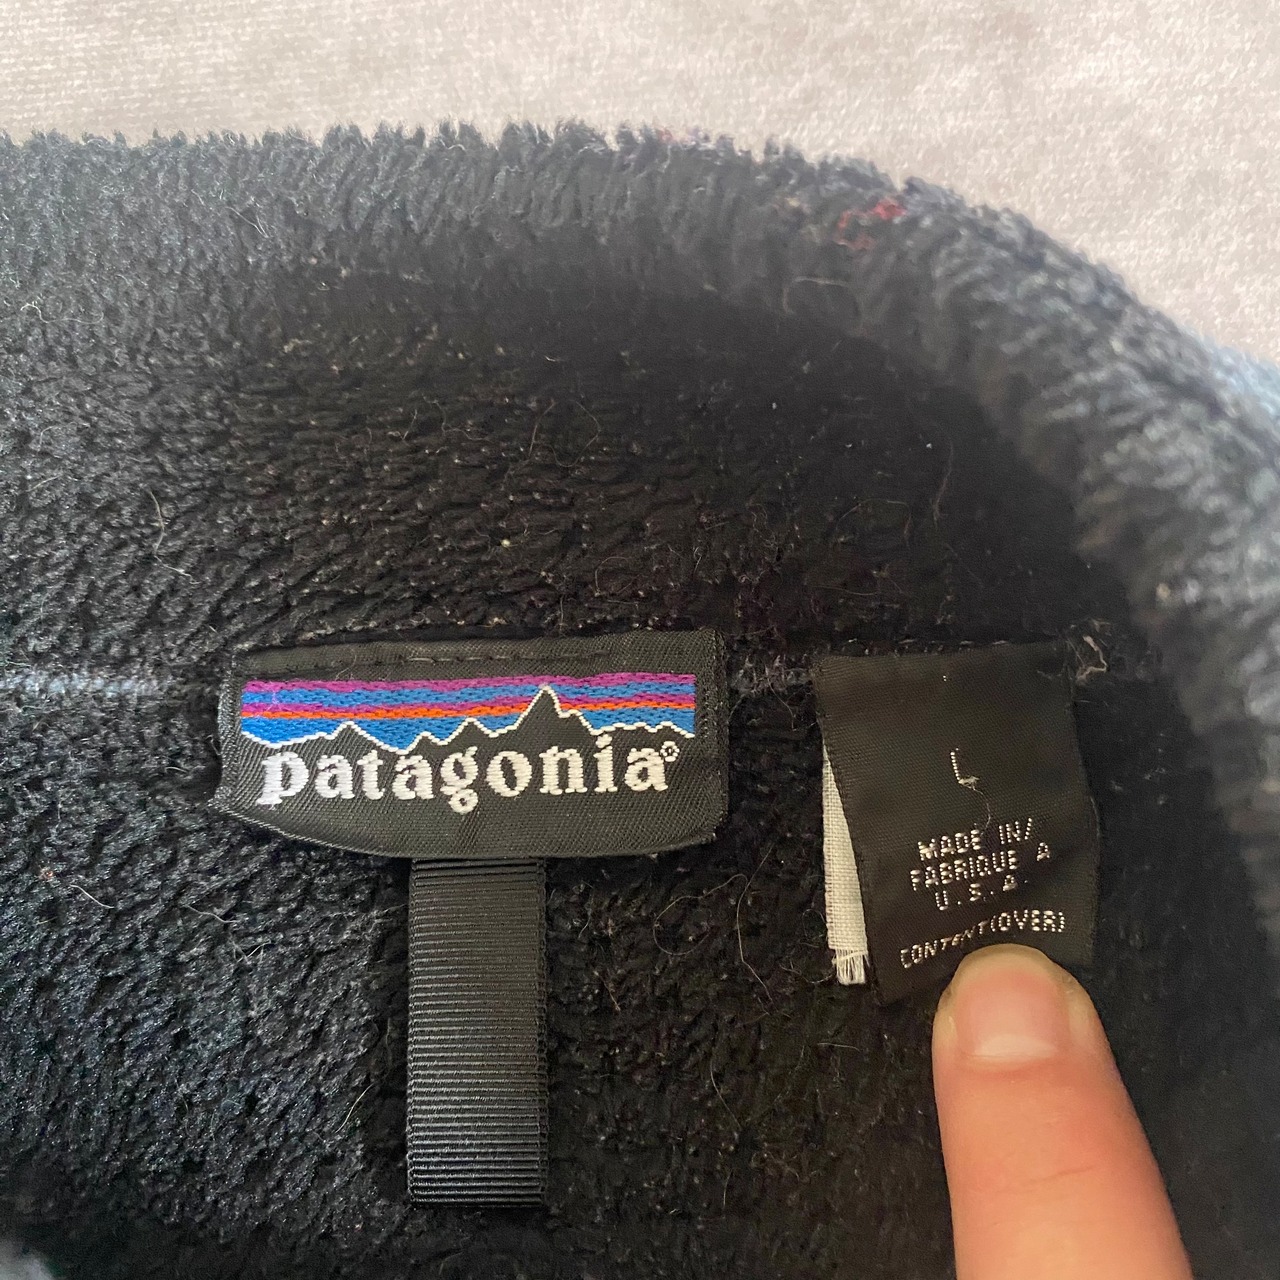 patagonia®
L
MADE IN/
FABRIQUE A
U.S.A.
CONTENT(OVER)